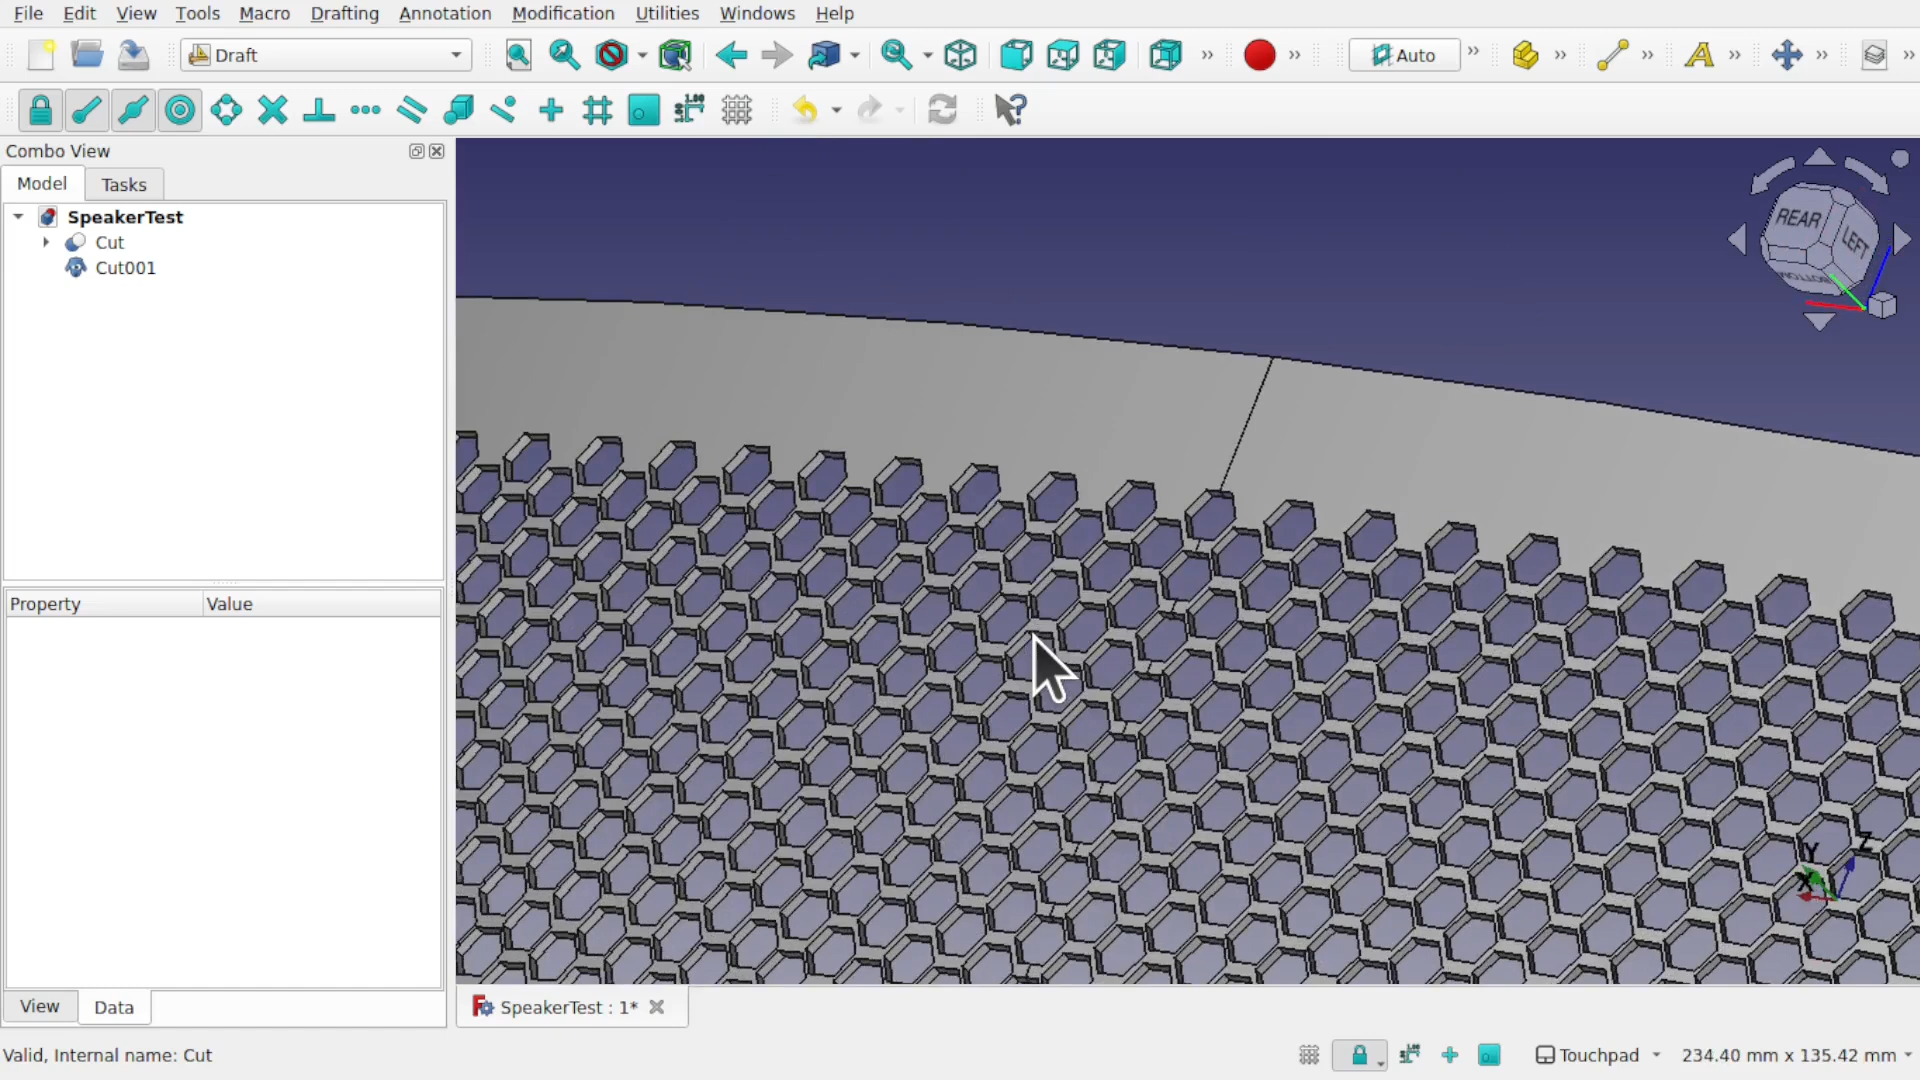 File Edit View Tools Macro Drafting Annotation Modification Utilities Windows Help
Draft
Auto
Combo View
Model Tasks
SpeakerTest
Cut
Cut001
REAR
LEFT
BOTTOM
Property Value
Y
Z
X
View Data
SpeakerTest : 1*
Valid, Internal name: Cut
Touchpad
234.40 mm x 135.42 mm